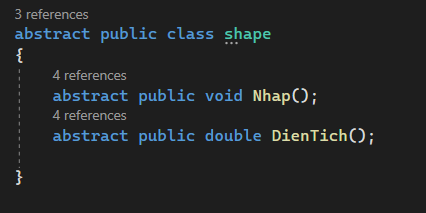 3 references
abstract public class shape
{
4 references
abstract public void Nhap();
4 references
abstract public double DienTich();
}